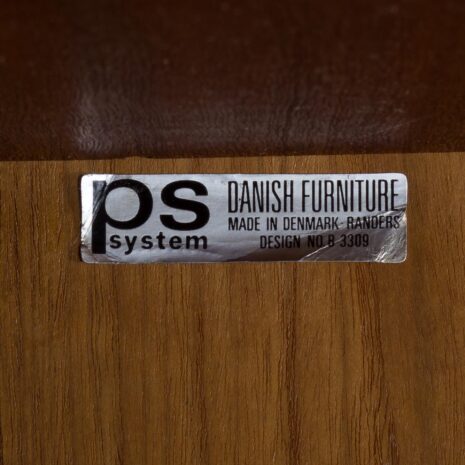 ps
system
DANISH FURNITURE
MADE IN DENMARK-RANDERS
DESIGN NO.B 3309